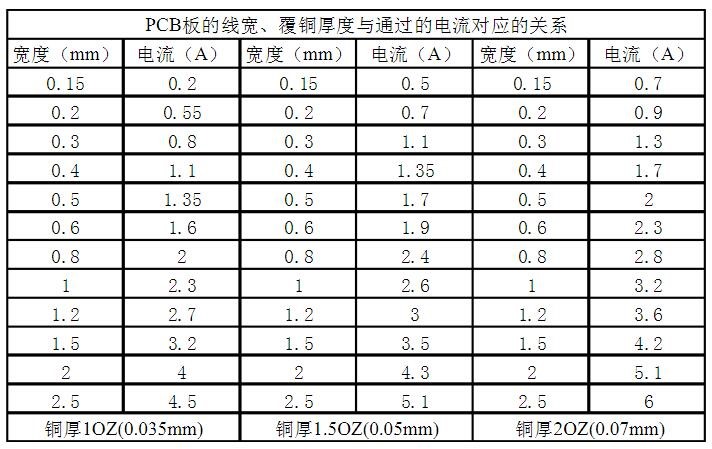 PCB板的线宽、覆铜厚度与通过的电流对应的关系
宽度（mm） 电流（A） 宽度（mm） 电流（A） 宽度（mm） 电流（A）
0.15 0.2 0.15 0.5 0.15 0.7
0.2 0.55 0.2 0.7 0.2 0.9
0.3 0.8 0.3 1.1 0.3 1.3
0.4 1.1 0.4 1.35 0.4 1.7
0.5 1.35 0.5 1.7 0.5 2
0.6 1.6 0.6 1.9 0.6 2.3
0.8 2 0.8 2.4 0.8 2.8
1 2.3 1 2.6 1 3.2
1.2 2.7 1.2 3 1.2 3.6
1.5 3.2 1.5 3.5 1.5 4.2
2 4 2 4.3 2 5.1
2.5 4.5 2.5 5.1 2.5 6
铜厚1OZ(0.035mm) 铜厚1.5OZ(0.05mm) 铜厚2OZ(0.07mm)